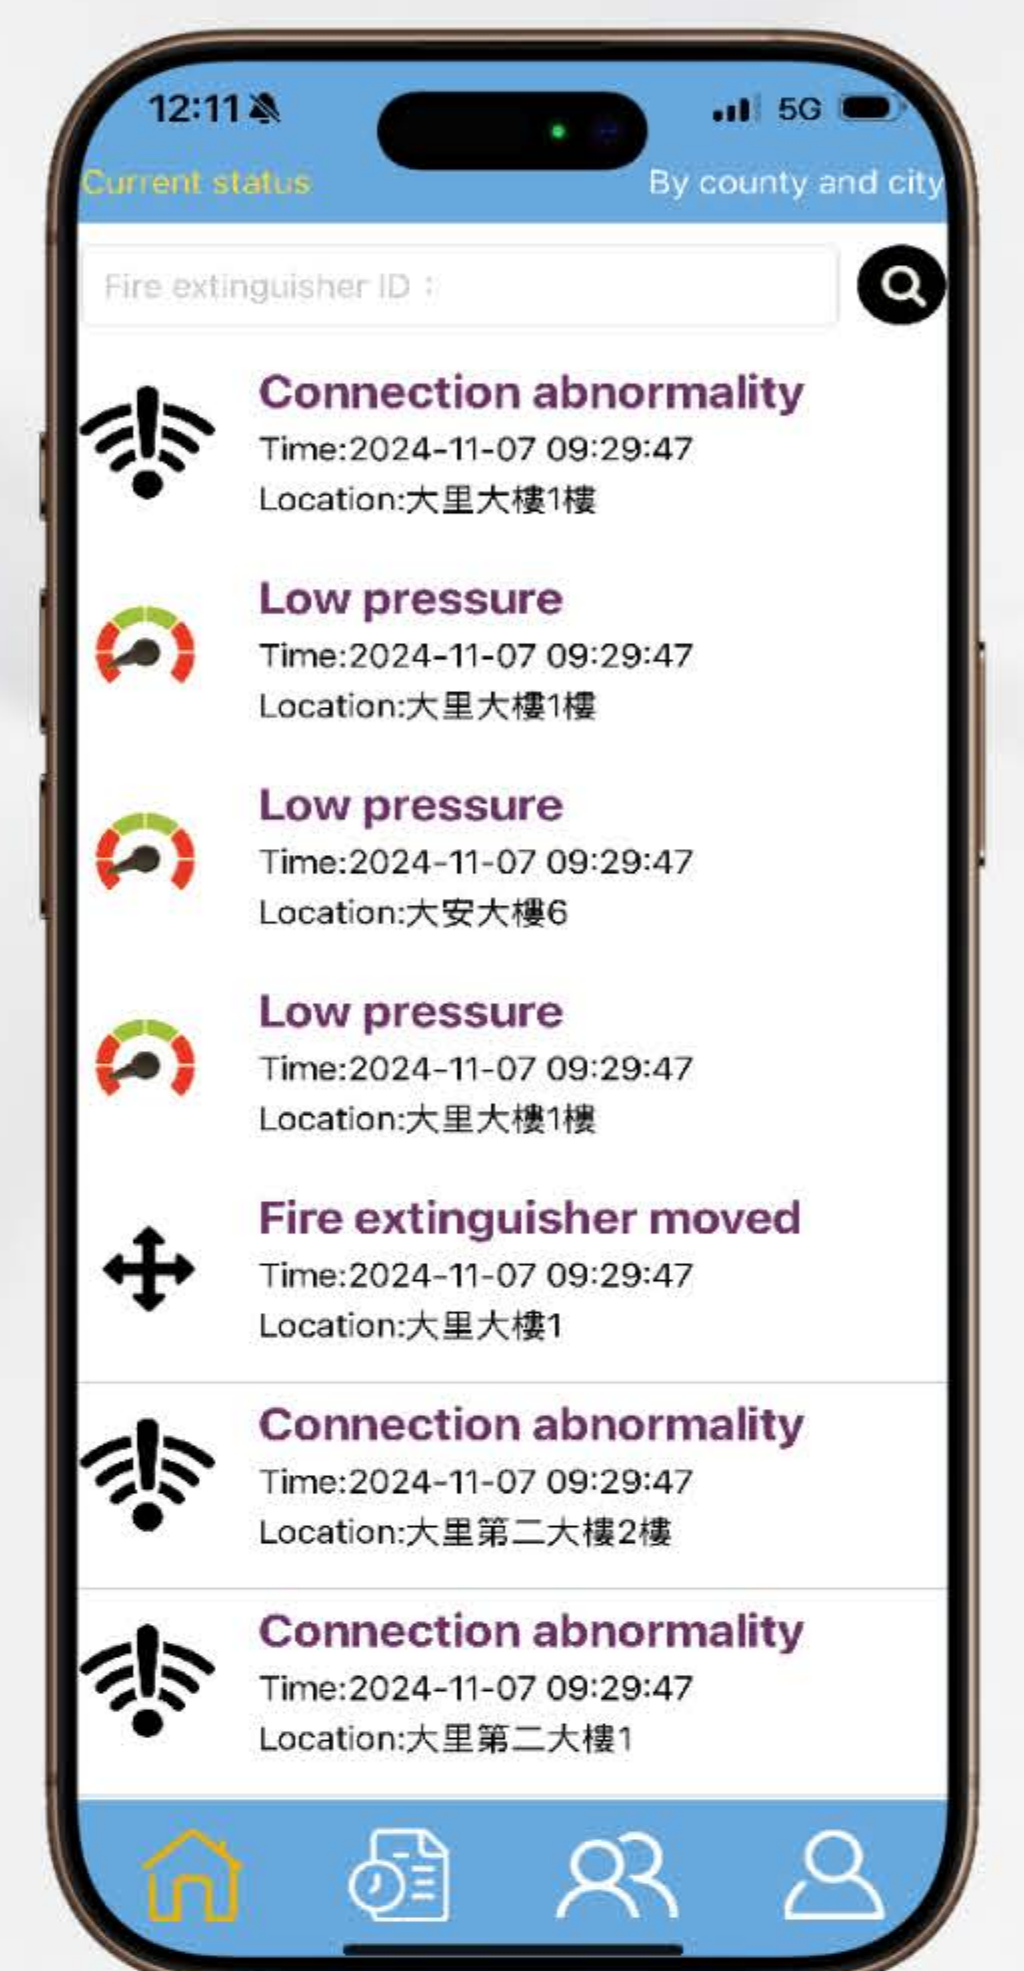 12:11
5G
Current status
By county and city
Fire extinguisher ID：
Connection abnormality
Time:2024-11-07 09:29:47
Location:大里大樓1樓
Low pressure
Time:2024-11-07 09:29:47
Location:大里大樓1樓
Low pressure
Time:2024-11-07 09:29:47
Location:大安大樓6
Low pressure
Time:2024-11-07 09:29:47
Location:大里大樓1樓
Fire extinguisher moved
Time:2024-11-07 09:29:47
Location:大里大樓1
Connection abnormality
Time:2024-11-07 09:29:47
Location:大里第二大樓2樓
Connection abnormality
Time:2024-11-07 09:29:47
Location:大里第二大樓1